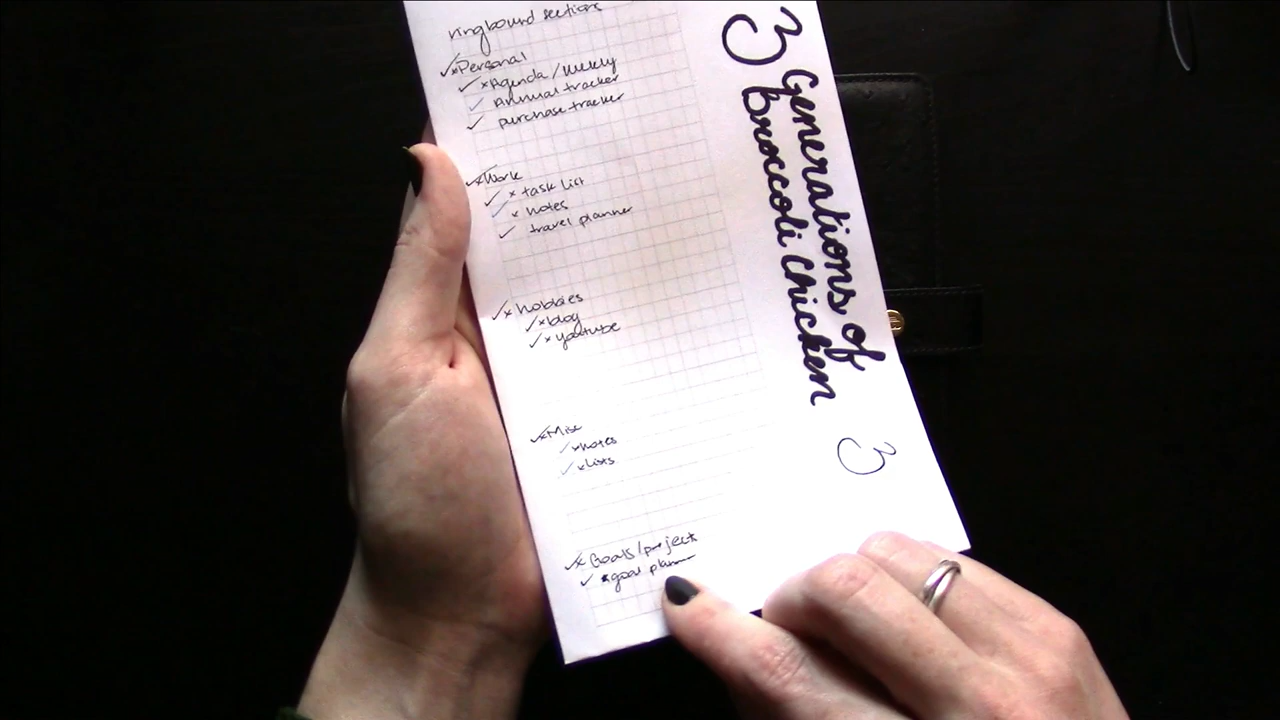 ringbound sections
Personal
Agenda/Weekly
Annual tracker
purchase tracker
Work
task list
notes
travel planner
hobbies
blog
youtube
Misc
notes
Lists
Goals/project
goal planner
3
Generations of
Broccoli Chicken
3